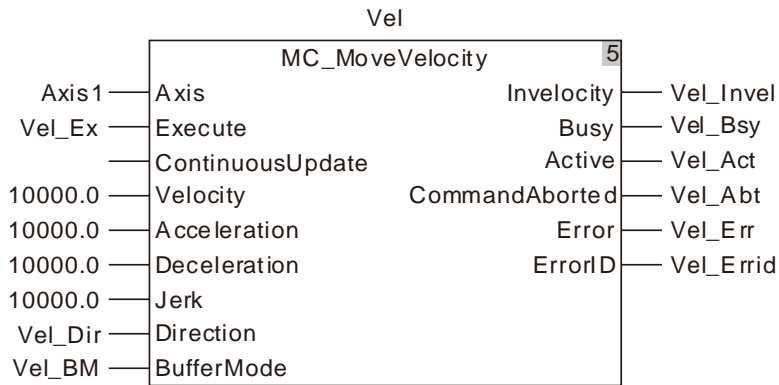 Vel
MC_MoveVelocity 5
Axis1 Axis Invelocity Vel_Invel
Vel_Ex Execute Busy Vel_Bsy
ContinuousUpdate Active Vel_Act
10000.0 Velocity CommandAborted Vel_Abt
10000.0 Acceleration Error Vel_Err
10000.0 Deceleration ErrorID Vel_Errid
10000.0 Jerk
Vel_Dir Direction
Vel_BM BufferMode